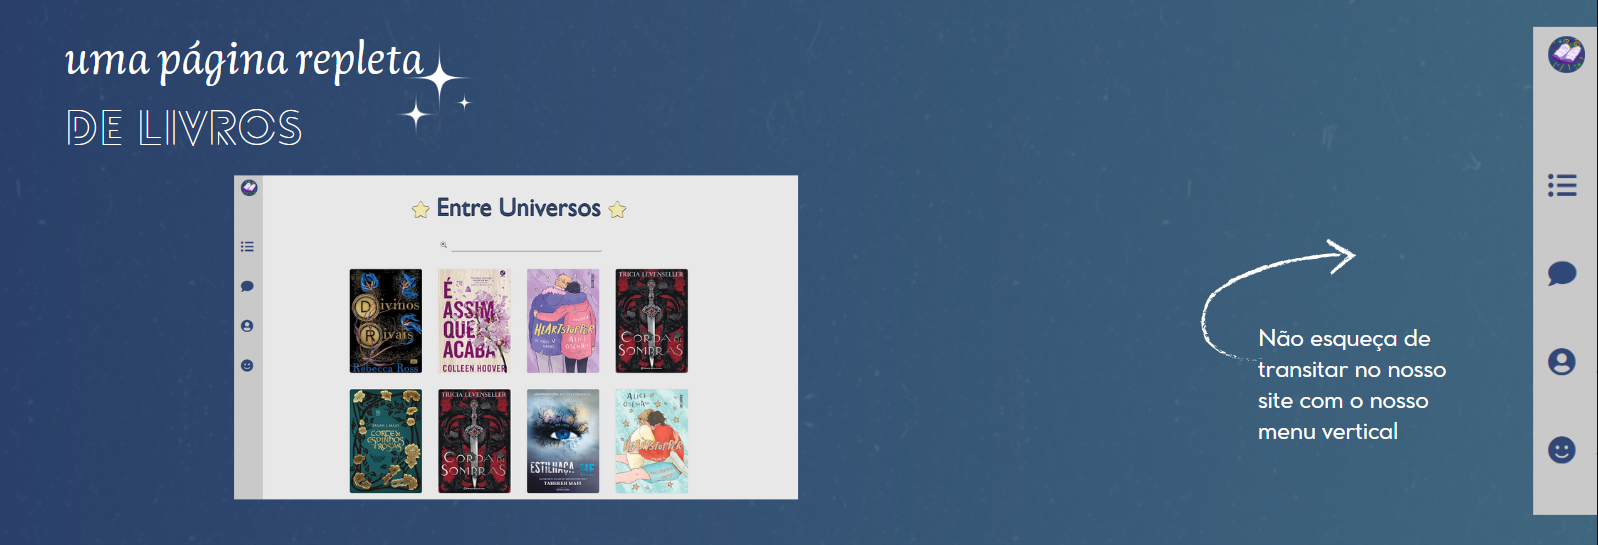 uma página repleta
DE LIVROS
Entre Universos
Divinos
Rivais
Rebecca Ross
É
ASSIM
QUE
ACABA
COLLEEN HOOVER
HEARTSTOPPER
ALICE
OSEMAN
TRICIA LEVENSELLER
COROA DE
SOMBRAS
CORTE DE
ESPINHOS
E ROSAS
TRICIA LEVENSELLER
COROA DE
SOMBRAS
ESTILHAÇA-ME
TAHEREH MAFI
ALICE
OSEMAN
HEARTSTOPPER
Não esqueça de
transitar no nosso
site com o nosso
menu vertical